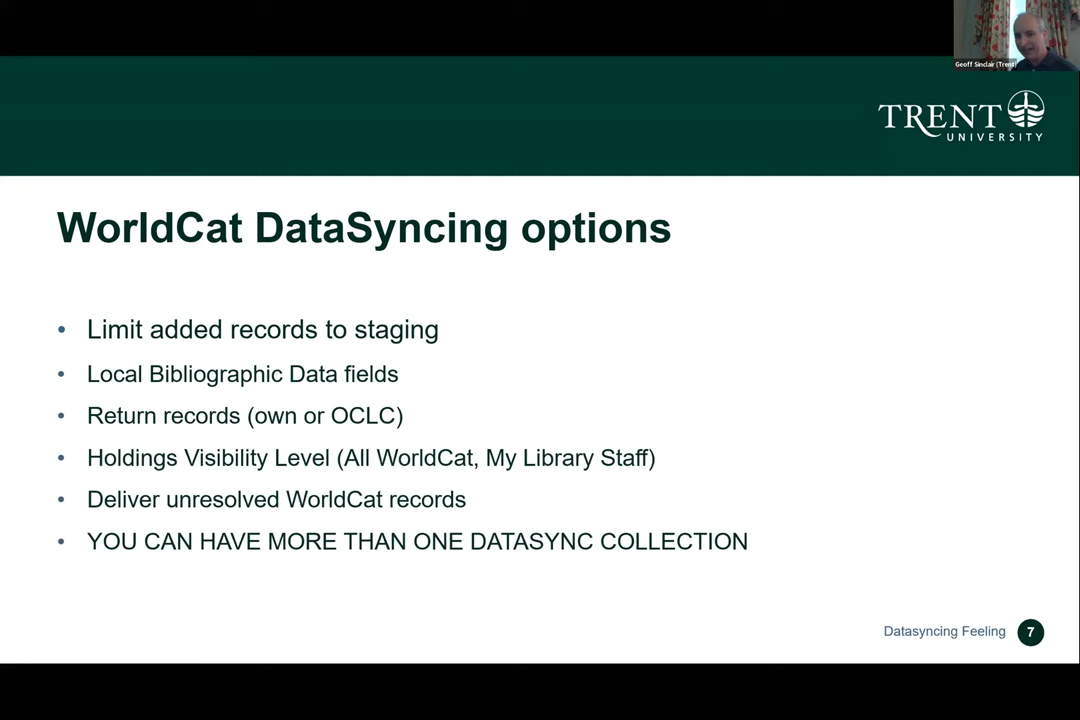 Geoff Sinclair (Trent)
TRENT
UNIVERSITY
WorldCat DataSyncing options
• Limit added records to staging
• Local Bibliographic Data fields
• Return records (own or OCLC)
• Holdings Visibility Level (All WorldCat, My Library Staff)
• Deliver unresolved WorldCat records
• YOU CAN HAVE MORE THAN ONE DATASYNC COLLECTION
Datasyncing Feeling 7